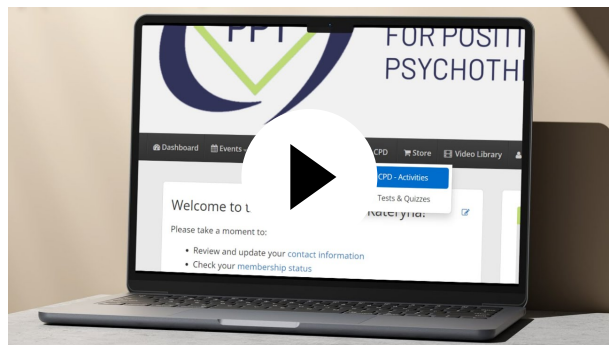 PPT
FOR POSIT
PSYCHOTH
Dashboard Events CPD Store Video Library
CPD - Activities
Tests & Quizzes
Welcome to Kateryna!
Please take a moment to:
Review and update your contact information
Check your membership status